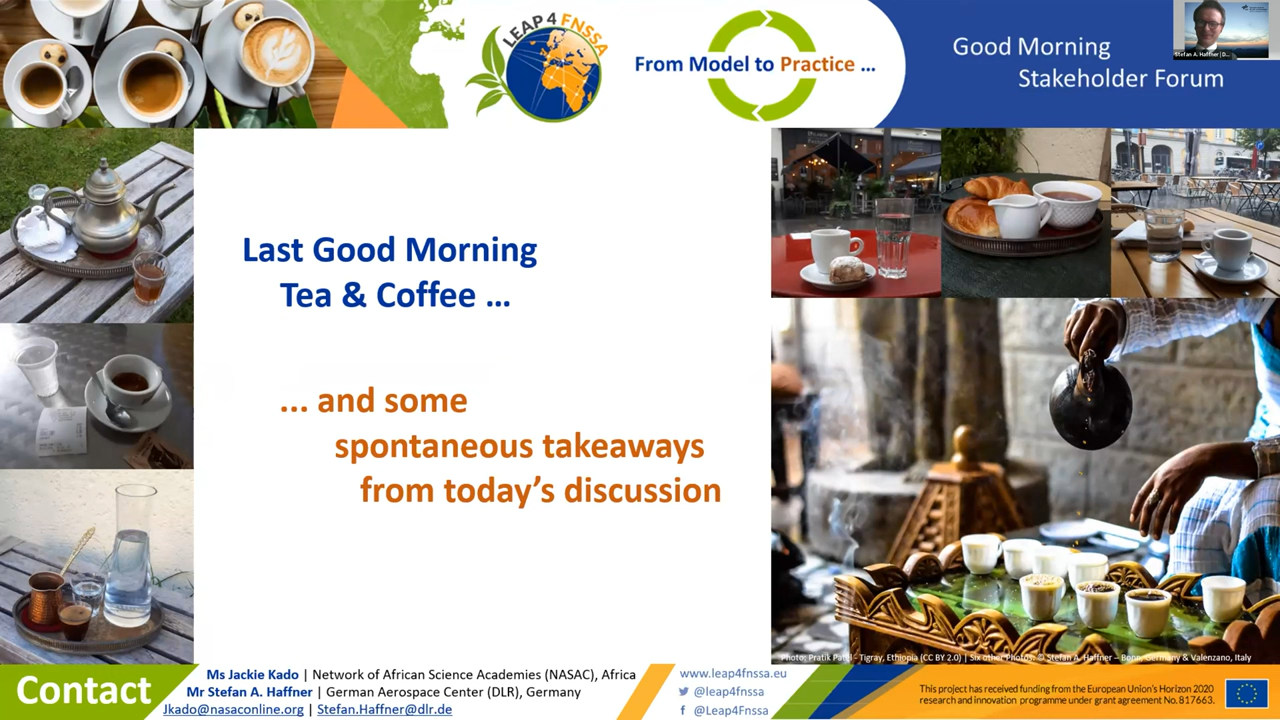 LEAP4FNSSA
From Model to Practice ...
Good Morning
Stakeholder Forum
Stefan A. Haffner | D...
Last Good Morning
Tea & Coffee ...
... and some
spontaneous takeaways
from today's discussion
Photo: Pratik Patel - Tigray, Ethiopia (CC BY 2.0) | Six other Photos: © Stefan A. Haffner – Bonn, Germany & Valenzano, Italy
Contact
Ms Jackie Kado | Network of African Science Academies (NASAC), Africa
Mr Stefan A. Haffner | German Aerospace Center (DLR), Germany
Jkado@nasaconline.org | Stefan.Haffner@dlr.de
www.leap4fnssa.eu
@leap4fnssa
@Leap4Fnssa
This project has received funding from the European Union's Horizon 2020
research and innovation programme under grant agreement No.817663.